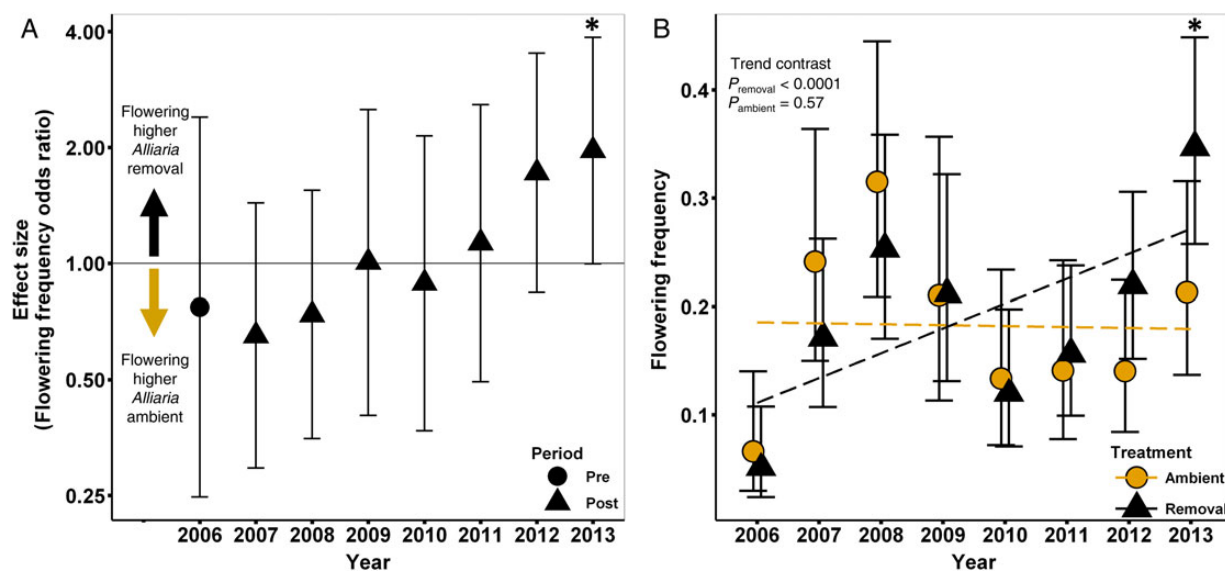 A
Effect size
(Flowering frequency odds ratio)
4.00
2.00
1.00
0.50
0.25
*
Flowering
higher
Alliaria
removal
Flowering
higher
Alliaria
ambient
Period
Pre
Post
2006 2007 2008 2009 2010 2011 2012 2013
Year
B
Flowering frequency
0.4
0.3
0.2
0.1
*
Trend contrast
Premoval < 0.0001
Pambient = 0.57
Treatment
Ambient
Removal
2006 2007 2008 2009 2010 2011 2012 2013
Year